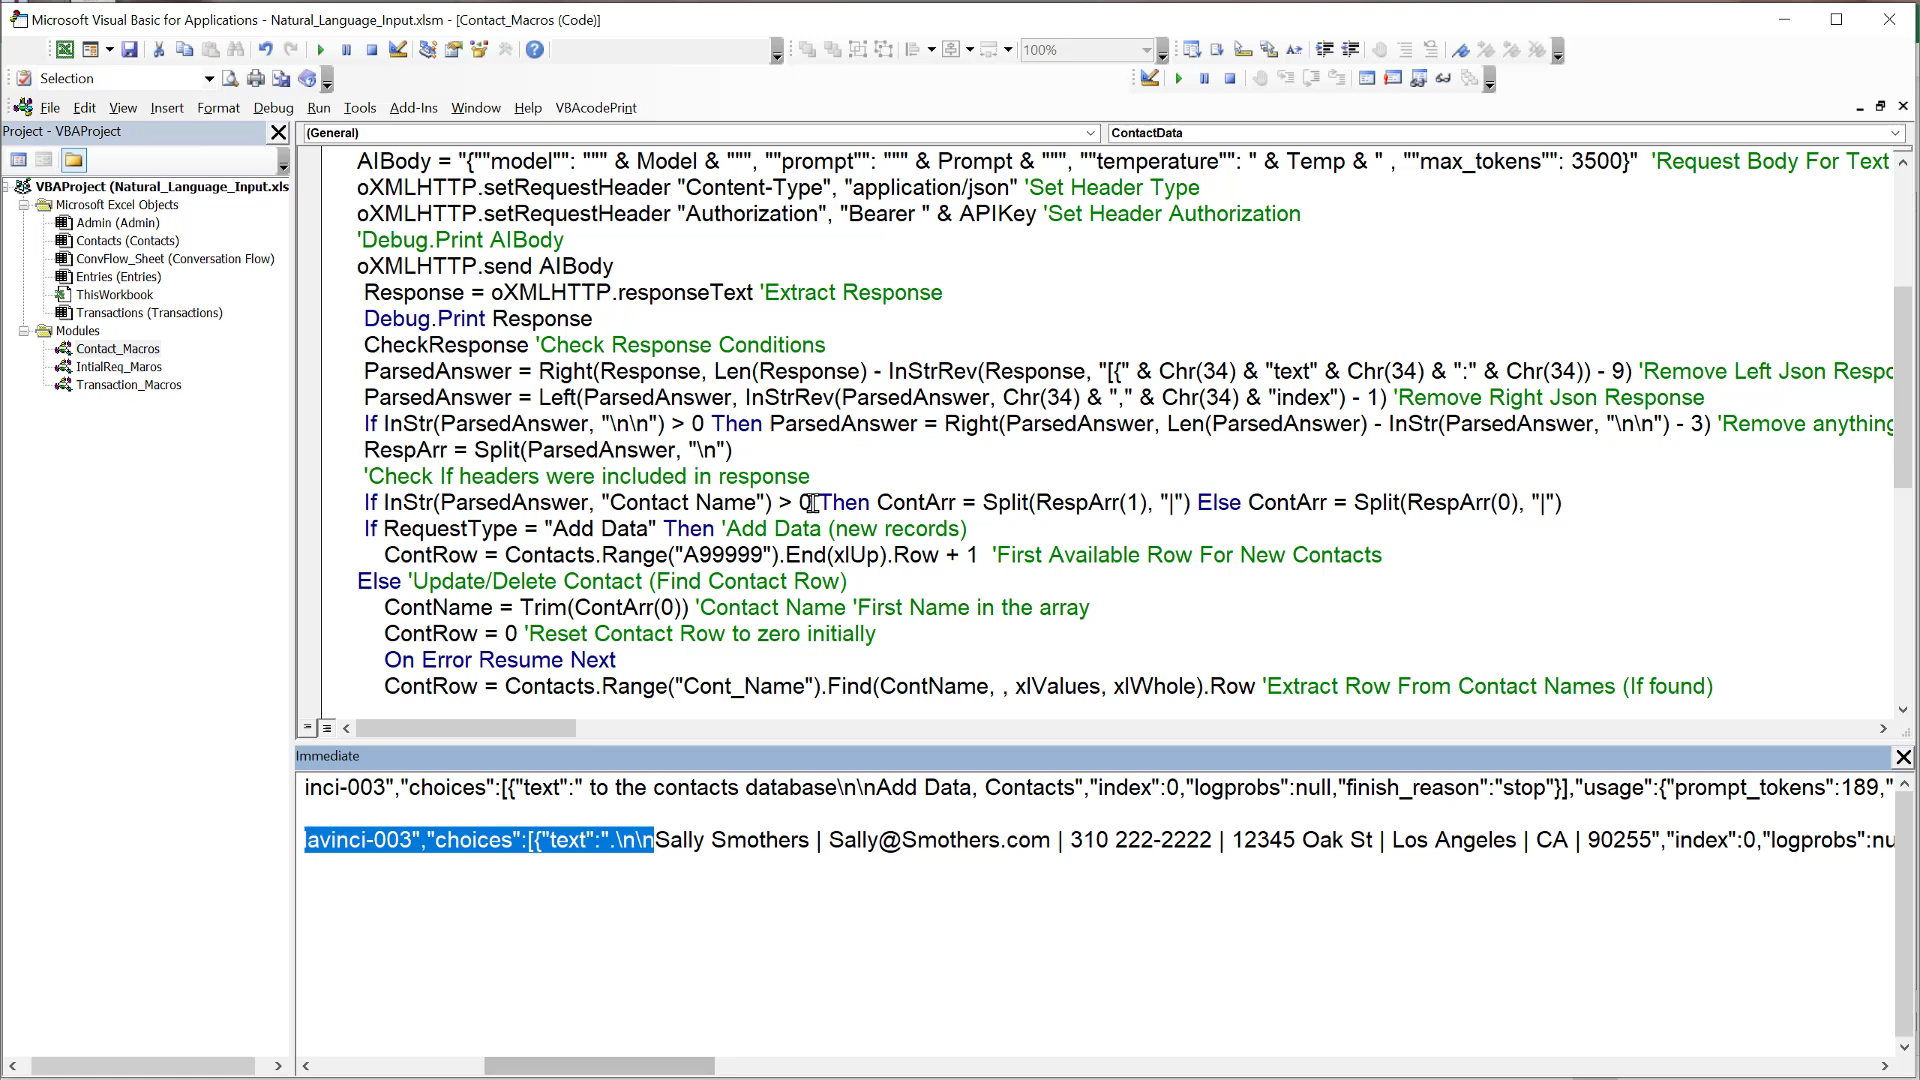 Microsoft Visual Basic for Applications - Natural_Language_Input.xlsm - [Contact_Macros (Code)]
100%
Selection
File Edit View Insert Format Debug Run Tools Add-Ins Window Help VBAcodePrint
Project - VBAProject
(General)
ContactData
VBAProject (Natural_Language_Input.xls
Microsoft Excel Objects
Admin (Admin)
Contacts (Contacts)
ConvFlow_Sheet (Conversation Flow)
Entries (Entries)
ThisWorkbook
Transactions (Transactions)
Modules
Contact_Macros
IntialReq_Maros
Transaction_Macros
AIBody = "{""model"": """ & Model & """, ""prompt"": """ & Prompt & """, ""temperature"": " & Temp & " , ""max_tokens"": 3500}" 'Request Body For Text
oXMLHTTP.setRequestHeader "Content-Type", "application/json" 'Set Header Type
oXMLHTTP.setRequestHeader "Authorization", "Bearer " & APIKey 'Set Header Authorization
'Debug.Print AIBody
oXMLHTTP.send AIBody
Response = oXMLHTTP.responseText 'Extract Response
Debug.Print Response
CheckResponse 'Check Response Conditions
ParsedAnswer = Right(Response, Len(Response) - InStrRev(Response, "[{" & Chr(34) & "text" & Chr(34) & ":" & Chr(34)) - 9) 'Remove Left Json Respo
ParsedAnswer = Left(ParsedAnswer, InStrRev(ParsedAnswer, Chr(34) & "," & Chr(34) & "index") - 1) 'Remove Right Json Response
If InStr(ParsedAnswer, "\n\n") > 0 Then ParsedAnswer = Right(ParsedAnswer, Len(ParsedAnswer) - InStr(ParsedAnswer, "\n\n") - 3) 'Remove anything
RespArr = Split(ParsedAnswer, "\n")
'Check If headers were included in response
If InStr(ParsedAnswer, "Contact Name") > 0 Then ContArr = Split(RespArr(1), "|") Else ContArr = Split(RespArr(0), "|")
If RequestType = "Add Data" Then 'Add Data (new records)
ContRow = Contacts.Range("A99999").End(xlUp).Row + 1 'First Available Row For New Contacts
Else 'Update/Delete Contact (Find Contact Row)
ContName = Trim(ContArr(0)) 'Contact Name 'First Name in the array
ContRow = 0 'Reset Contact Row to zero initially
On Error Resume Next
ContRow = Contacts.Range("Cont_Name").Find(ContName, , xlValues, xlWhole).Row 'Extract Row From Contact Names (If found)
Immediate
inci-003","choices":[{"text":" to the contacts database\n\nAdd Data, Contacts","index":0,"logprobs":null,"finish_reason":"stop"}],"usage":{"prompt_tokens":189,"
davinci-003","choices":[{"text":".\n\nSally Smothers | Sally@Smothers.com | 310 222-2222 | 12345 Oak St | Los Angeles | CA | 90255","index":0,"logprobs":nu